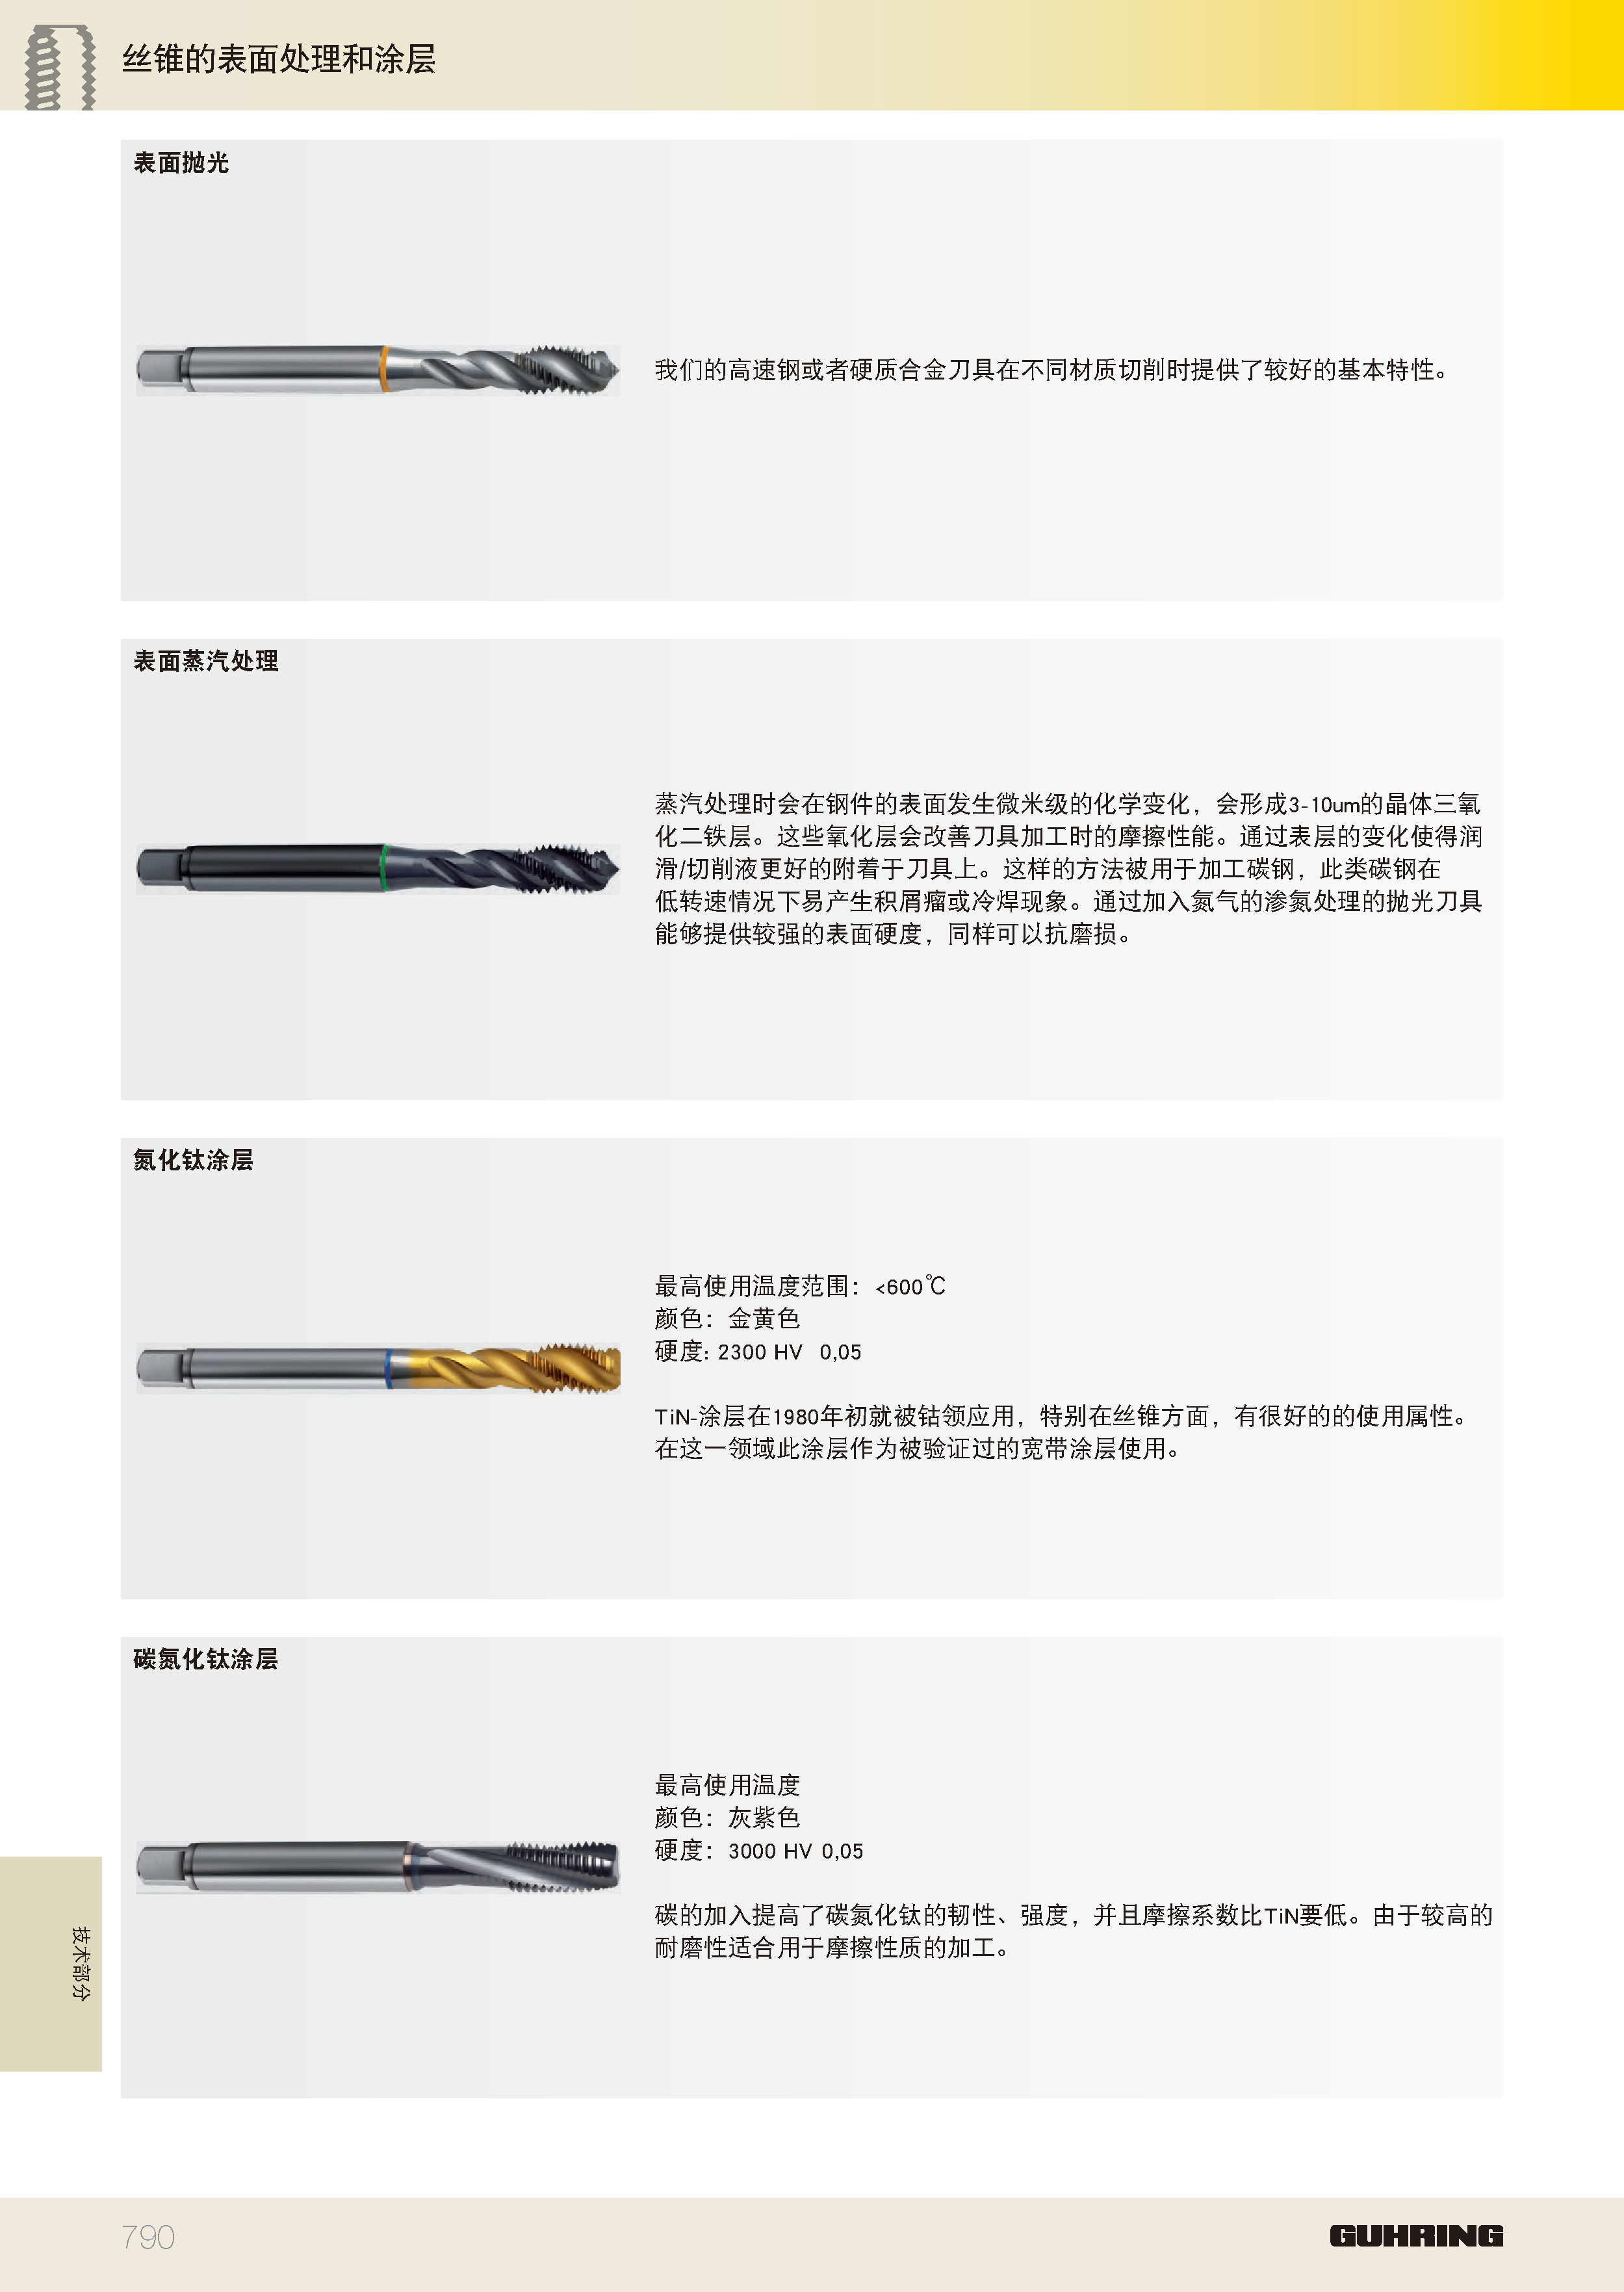 丝锥的表面处理和涂层
表面抛光
我们的高速钢或者硬质合金刀具在不同材质切削时提供了较好的基本特性。
表面蒸汽处理
蒸汽处理时会在钢件的表面发生微米级的化学变化，会形成3-10um的晶体三氧
化二铁层。这些氧化层会改善刀具加工时的摩擦性能。通过表层的变化使得润
滑/切削液更好的附着于刀具上。这样的方法被用于加工碳钢，此类碳钢在
低转速情况下易产生积屑瘤或冷焊现象。通过加入氮气的渗氮处理的抛光刀具
能够提供较强的表面硬度，同样可以抗磨损。
氮化钛涂层
最高使用温度范围：<600℃
颜色：金黄色
硬度: 2300 HV 0,05
TiN-涂层在1980年初就被钴领应用，特别在丝锥方面，有很好的的使用属性。
在这一领域此涂层作为被验证过的宽带涂层使用。
碳氮化钛涂层
最高使用温度
颜色：灰紫色
硬度：3000 HV 0,05
碳的加入提高了碳氮化钛的韧性、强度，并且摩擦系数比TiN要低。由于较高的
耐磨性适合用于摩擦性质的加工。
技术部分
790
GUHRING